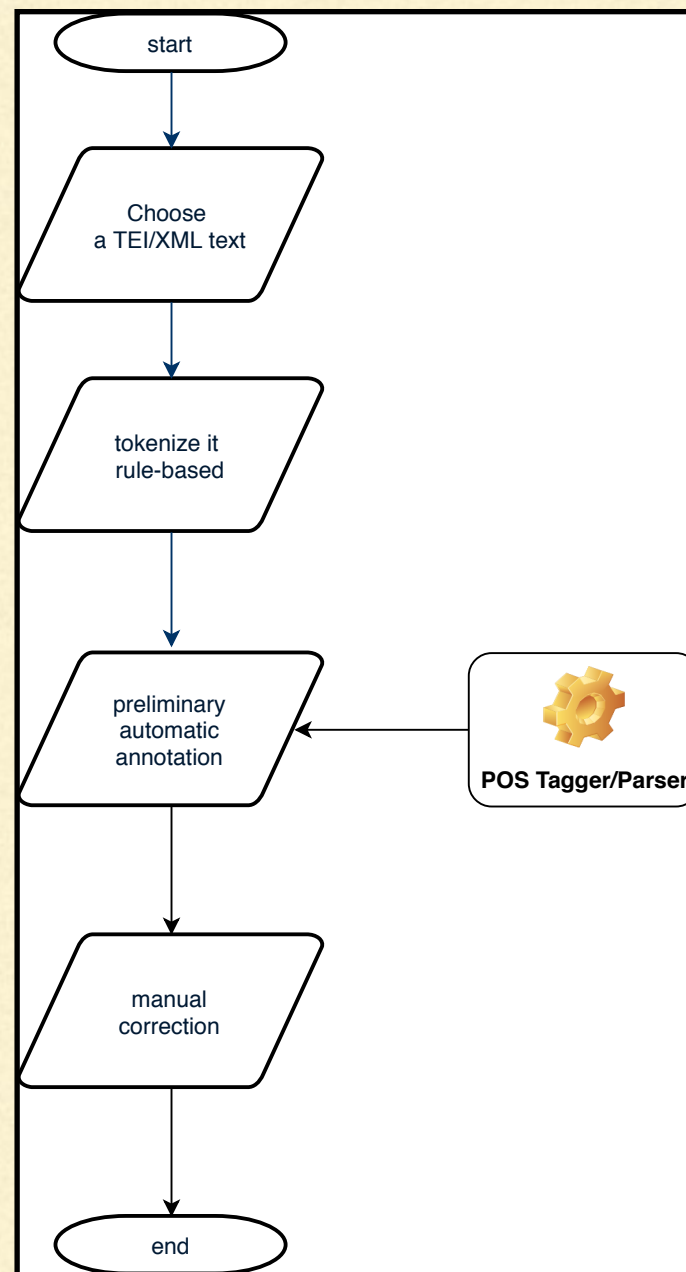 start
Choose
a TEI/XML text
tokenize it
rule-based
preliminary
automatic
annotation
POS Tagger/Parser
manual
correction
end